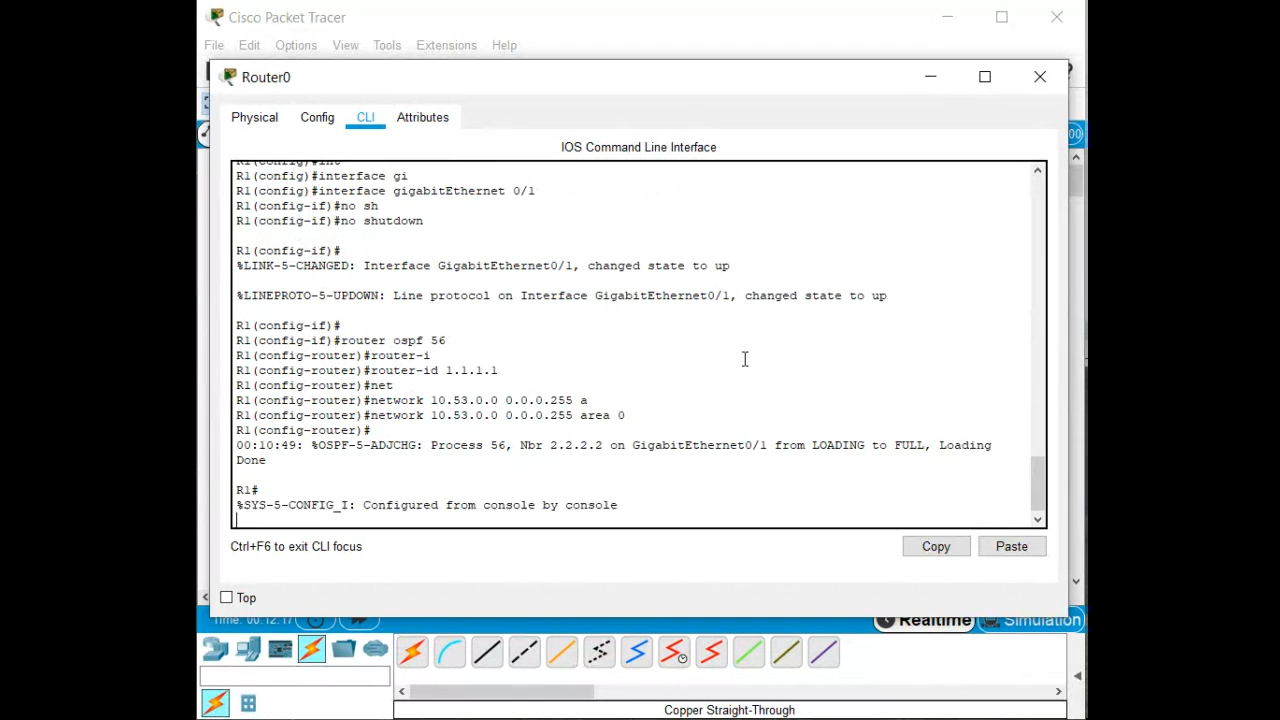 Cisco Packet Tracer
File Edit Options View Tools Extensions Help
Router0
Physical Config CLI Attributes
IOS Command Line Interface
R1(config)#int
R1(config)#interface gi
R1(config)#interface gigabitEthernet 0/1
R1(config-if)#no sh
R1(config-if)#no shutdown
R1(config-if)#
%LINK-5-CHANGED: Interface GigabitEthernet0/1, changed state to up
%LINEPROTO-5-UPDOWN: Line protocol on Interface GigabitEthernet0/1, changed state to up
R1(config-if)#
R1(config-if)#router ospf 56
R1(config-router)#router-i
R1(config-router)#router-id 1.1.1.1
R1(config-router)#net
R1(config-router)#network 10.53.0.0 0.0.0.255 a
R1(config-router)#network 10.53.0.0 0.0.0.255 area 0
R1(config-router)#
00:10:49: %OSPF-5-ADJCHG: Process 56, Nbr 2.2.2.2 on GigabitEthernet0/1 from LOADING to FULL, Loading
Done
R1#
%SYS-5-CONFIG_I: Configured from console by console
Ctrl+F6 to exit CLI focus
Copy Paste
Top
Time: 00:12:17
Realtime Simulation
Copper Straight-Through